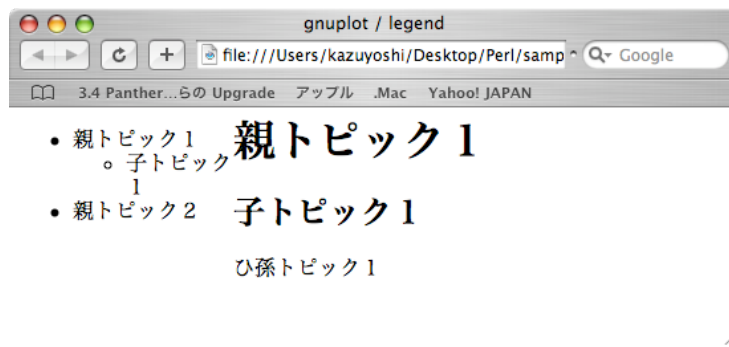 gnuplot / legend
file:///Users/kazuyoshi/Desktop/Perl/samp
Google
3.4 Panther...らの Upgrade アップル .Mac Yahoo! JAPAN
親トピック１
子トピック
１
親トピック２
親トピック１
子トピック１
ひ孫トピック１